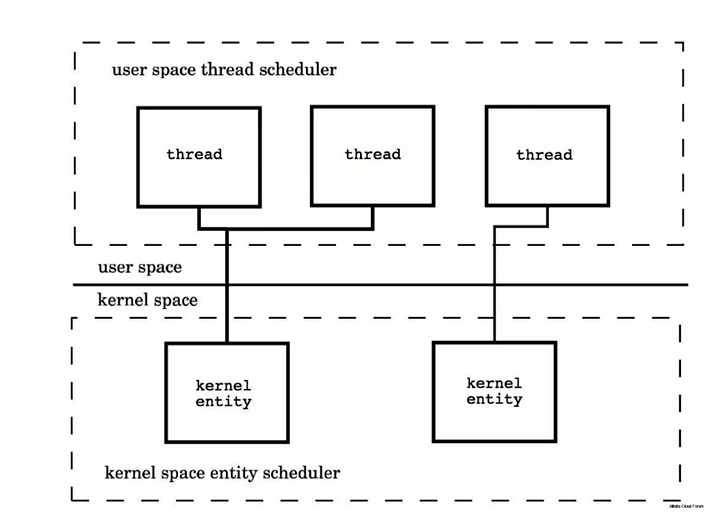 user space thread scheduler
thread
thread
thread
user space
kernel space
kernel
entity
kernel
entity
kernel space entity scheduler
Alibaba Cloud Forum